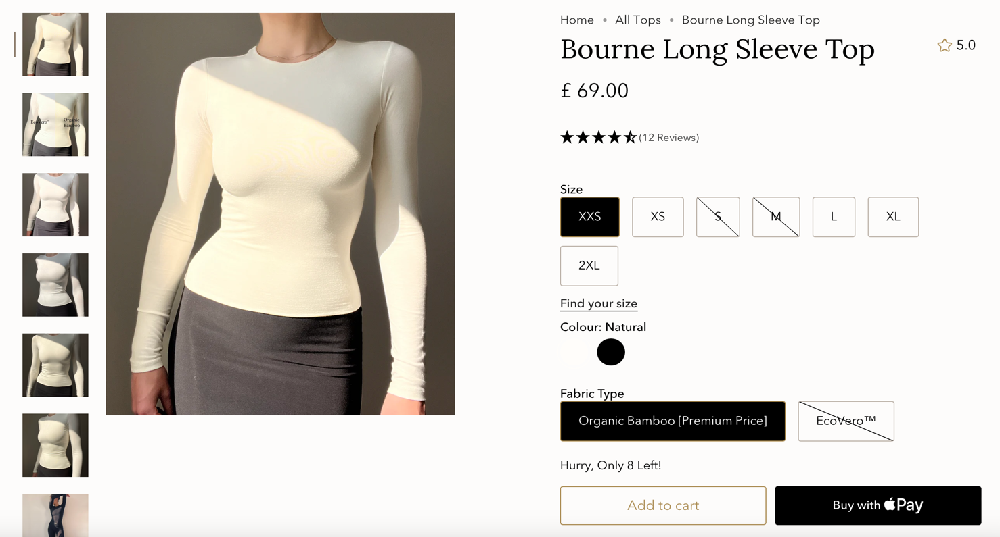 Home • All Tops • Bourne Long Sleeve Top
Bourne Long Sleeve Top
5.0
£ 69.00
(12 Reviews)
Size
XXS
XS
S
M
L
XL
2XL
Find your size
Colour: Natural
Fabric Type
Organic Bamboo [Premium Price]
EcoVero™
Hurry, Only 8 Left!
Add to cart
Buy with Pay
EcoVero™
Organic
Bamboo